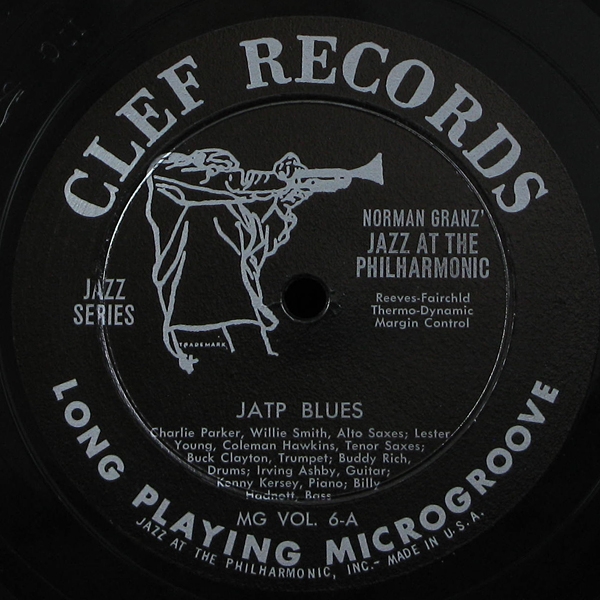 CLEF RECORDS
NORMAN GRANZ'
JAZZ AT THE
PHILHARMONIC
Reeves-Fairchld
Thermo-Dynamic
Margin Control
JAZZ
SERIES
TRADEMARK
JATP BLUES
Charlie Parker, Willie Smith, Alto Saxes; Lester
Young, Coleman Hawkins, Tenor Saxes;
Buck Clayton, Trumpet; Buddy Rich,
Drums; Irving Ashby, Guitar;
Kenny Kersey, Piano; Billy
Hadnott, Bass
MG VOL. 6-A
LONG PLAYING MICROGROOVE
JAZZ AT THE PHILHARMONIC, INC.- MADE IN U.S.A.